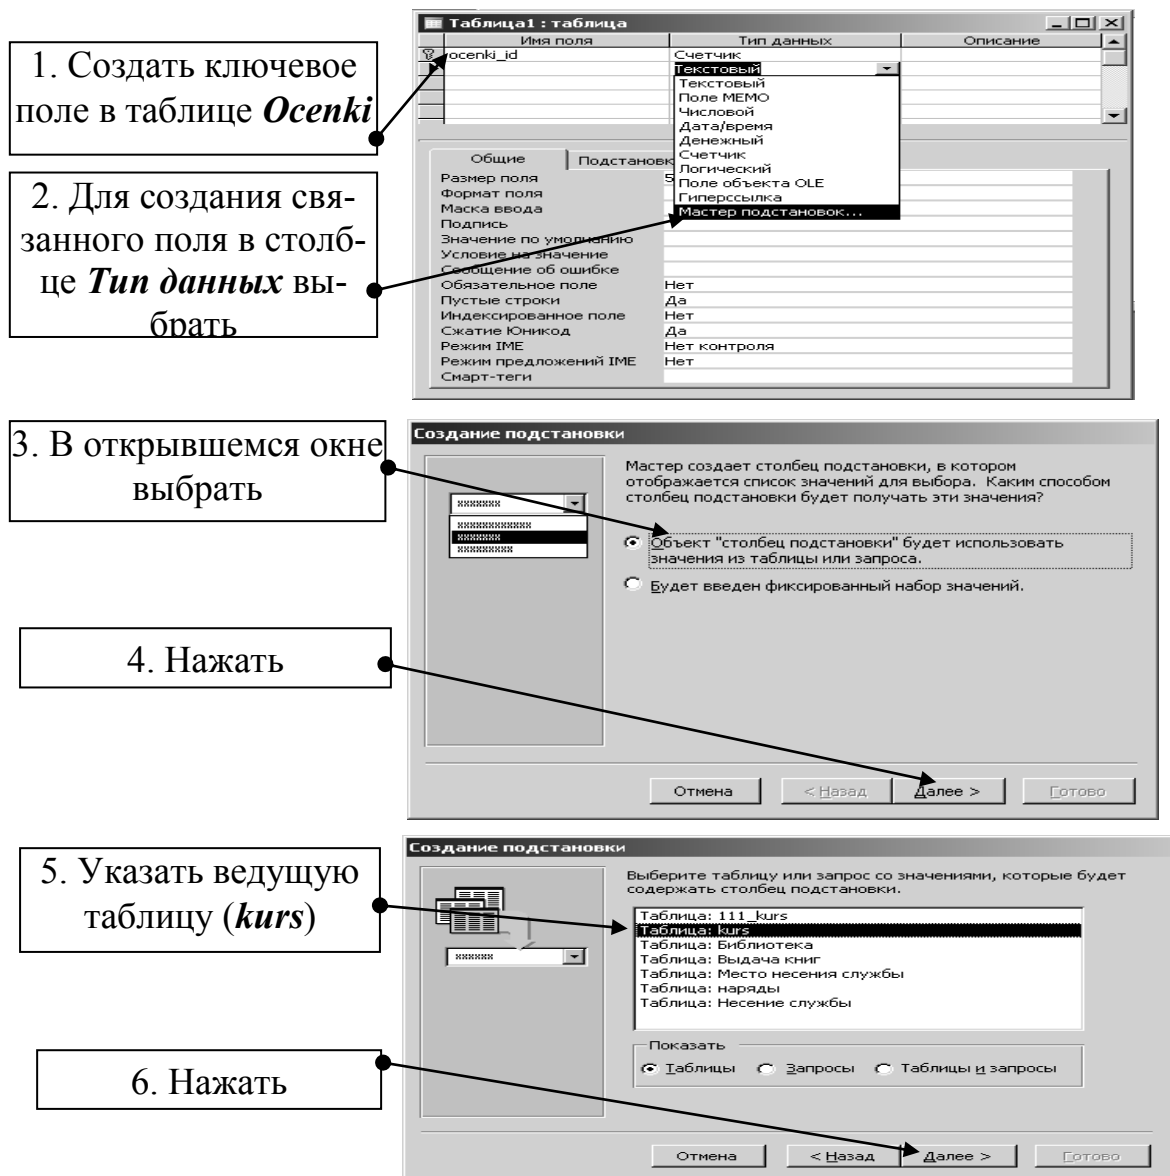 1. Создать ключевое
поле в таблице Ocenki
2. Для создания свя-
занного поля в столб-
це Тип данных вы-
брать
Таблица1 : таблица
Имя поля Тип данных Описание
ocenki_id Счетчик
Текстовый
Текстовый
Поле МЕМО
Числовой
Дата/время
Денежный
Счетчик
Логический
Поле объекта OLE
Гиперссылка
Мастер подстановок...
Общие Подстановк
Размер поля 5
Формат поля
Маска ввода
Подпись
Значение по умолчанию
Условие на значение
Сообщение об ошибке
Обязательное поле Нет
Пустые строки Да
Индексированное поле Нет
Сжатие Юникод Да
Режим IME Нет контроля
Режим предложений IME Нет
Смарт-теги
3. В открывшемся окне
выбрать
4. Нажать
Создание подстановки
Мастер создает столбец подстановки, в котором
отображается список значений для выбора. Каким способом
столбец подстановки будет получать эти значения?
xxxxxxx
xxxxxxxxxxxx
xxxxxxx
xxxxxxxxx
Объект "столбец подстановки" будет использовать
значения из таблицы или запроса.
Будет введен фиксированный набор значений.
Отмена < Назад Далее > Готово
5. Указать ведущую
таблицу (kurs)
6. Нажать
Создание подстановки
Выберите таблицу или запрос со значениями, которые будет
содержать столбец подстановки.
xxxxxx
Таблица: 111_kurs
Таблица: kurs
Таблица: Библиотека
Таблица: Выдача книг
Таблица: Место несения службы
Таблица: наряды
Таблица: Несение службы
Показать
Таблицы Запросы Таблицы и запросы
Отмена < Назад Далее > Готово